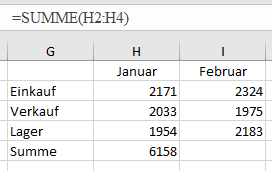 =SUMME(H2:H4)
G H I
Januar Februar
Einkauf 2171 2324
Verkauf 2033 1975
Lager 1954 2183
Summe 6158